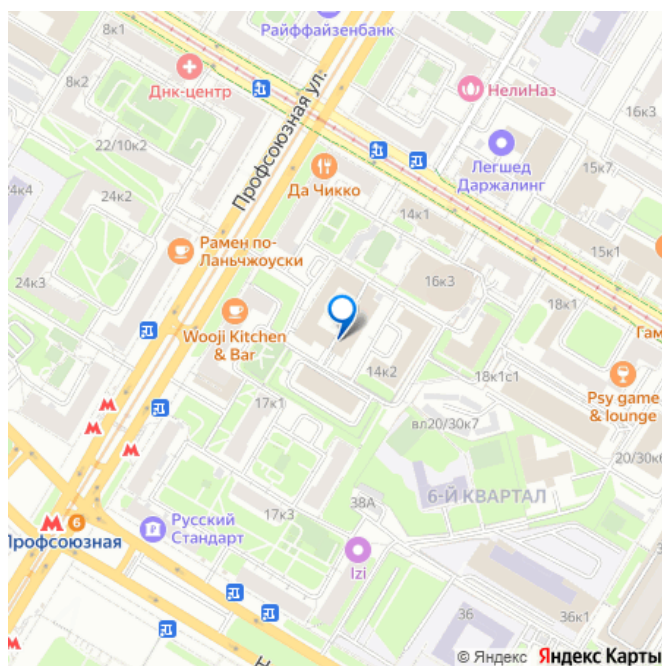 8к1
Райффайзенбанк
8к2
Днк-центр
Профсоюзная ул.
НелиНаз
16к3
22/10к2
Легшед
Даржалинг
15к7
24к4
24к2
Да Чикко
14к1
15к1
Рамен по-
Ланьчжоуски
24к3
16к3
18к1
Wooji Kitchen
& Bar
Гам
14к2
18к1с1
Psy game
& lounge
17к1
вл20/30к7
20/30к6
6-Й КВАРТАЛ
38А
17к3
6
Профсоюзная
Русский
Стандарт
Izi
36
36к1
3
Н
© Яндекс Яндекс Карты